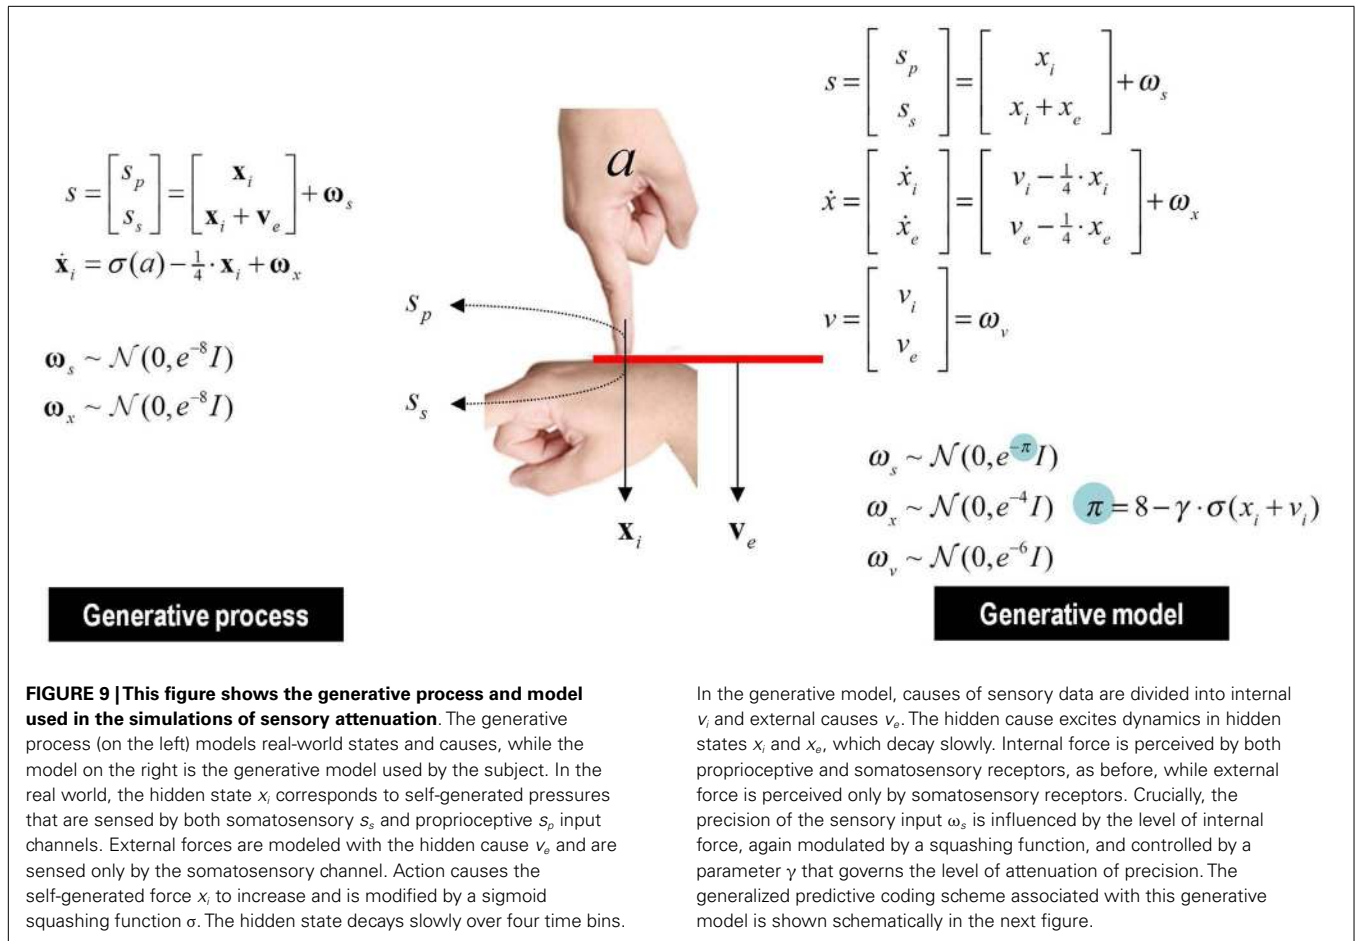 s = [ s_p ; s_s ] = [ 𝐱_i ; 𝐱_i + 𝐯_e ] + 𝛚_s
𝐱̇_i = σ(a) − ¼ · 𝐱_i + 𝛚_x
𝛚_s ~ 𝒩(0, e^{−8} I)
𝛚_x ~ 𝒩(0, e^{−8} I)
Generative process
a
s_p
s_s
𝐱_i
𝐯_e
s = [ s_p ; s_s ] = [ x_i ; x_i + x_e ] + ω_s
ẋ = [ ẋ_i ; ẋ_e ] = [ v_i − ¼ · x_i ; v_e − ¼ · x_e ] + ω_x
v = [ v_i ; v_e ] = ω_v
ω_s ~ 𝒩(0, e^{−π} I)
ω_x ~ 𝒩(0, e^{−4} I) π = 8 − γ · σ(x_i + v_i)
ω_v ~ 𝒩(0, e^{−6} I)
Generative model
FIGURE 9 | This figure shows the generative process and model
used in the simulations of sensory attenuation. The generative
process (on the left) models real-world states and causes, while the
model on the right is the generative model used by the subject. In the
real world, the hidden state x_i corresponds to self-generated pressures
that are sensed by both somatosensory s_s and proprioceptive s_p input
channels. External forces are modeled with the hidden cause v_e and are
sensed only by the somatosensory channel. Action causes the
self-generated force x_i to increase and is modified by a sigmoid
squashing function σ. The hidden state decays slowly over four time bins.
In the generative model, causes of sensory data are divided into internal
v_i and external causes v_e. The hidden cause excites dynamics in hidden
states x_i and x_e, which decay slowly. Internal force is perceived by both
proprioceptive and somatosensory receptors, as before, while external
force is perceived only by somatosensory receptors. Crucially, the
precision of the sensory input ω_s is influenced by the level of internal
force, again modulated by a squashing function, and controlled by a
parameter γ that governs the level of attenuation of precision. The
generalized predictive coding scheme associated with this generative
model is shown schematically in the next figure.